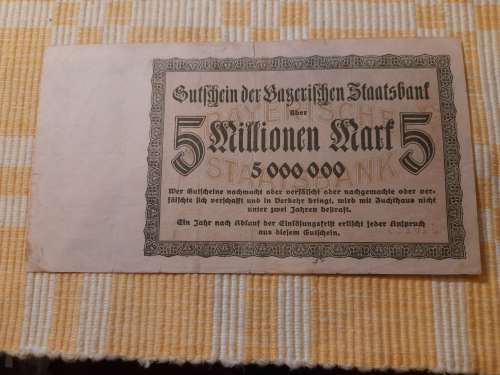 Gutschein der Bayerischen Staatsbank
über
5 Millionen Mark 5
5 000 000
BAYERISCHE
STAATSBANK
Wer Gutscheine nachmacht oder verfälscht oder nachgemachte oder ver-
fälschte sich verschafft und in Verkehr bringt, wird mit Zuchthaus nicht
unter zwei Jahren bestraft.
Ein Jahr nach Ablauf der Einlösungsfrist erlischt jeder Anspruch
aus diesem Gutschein.